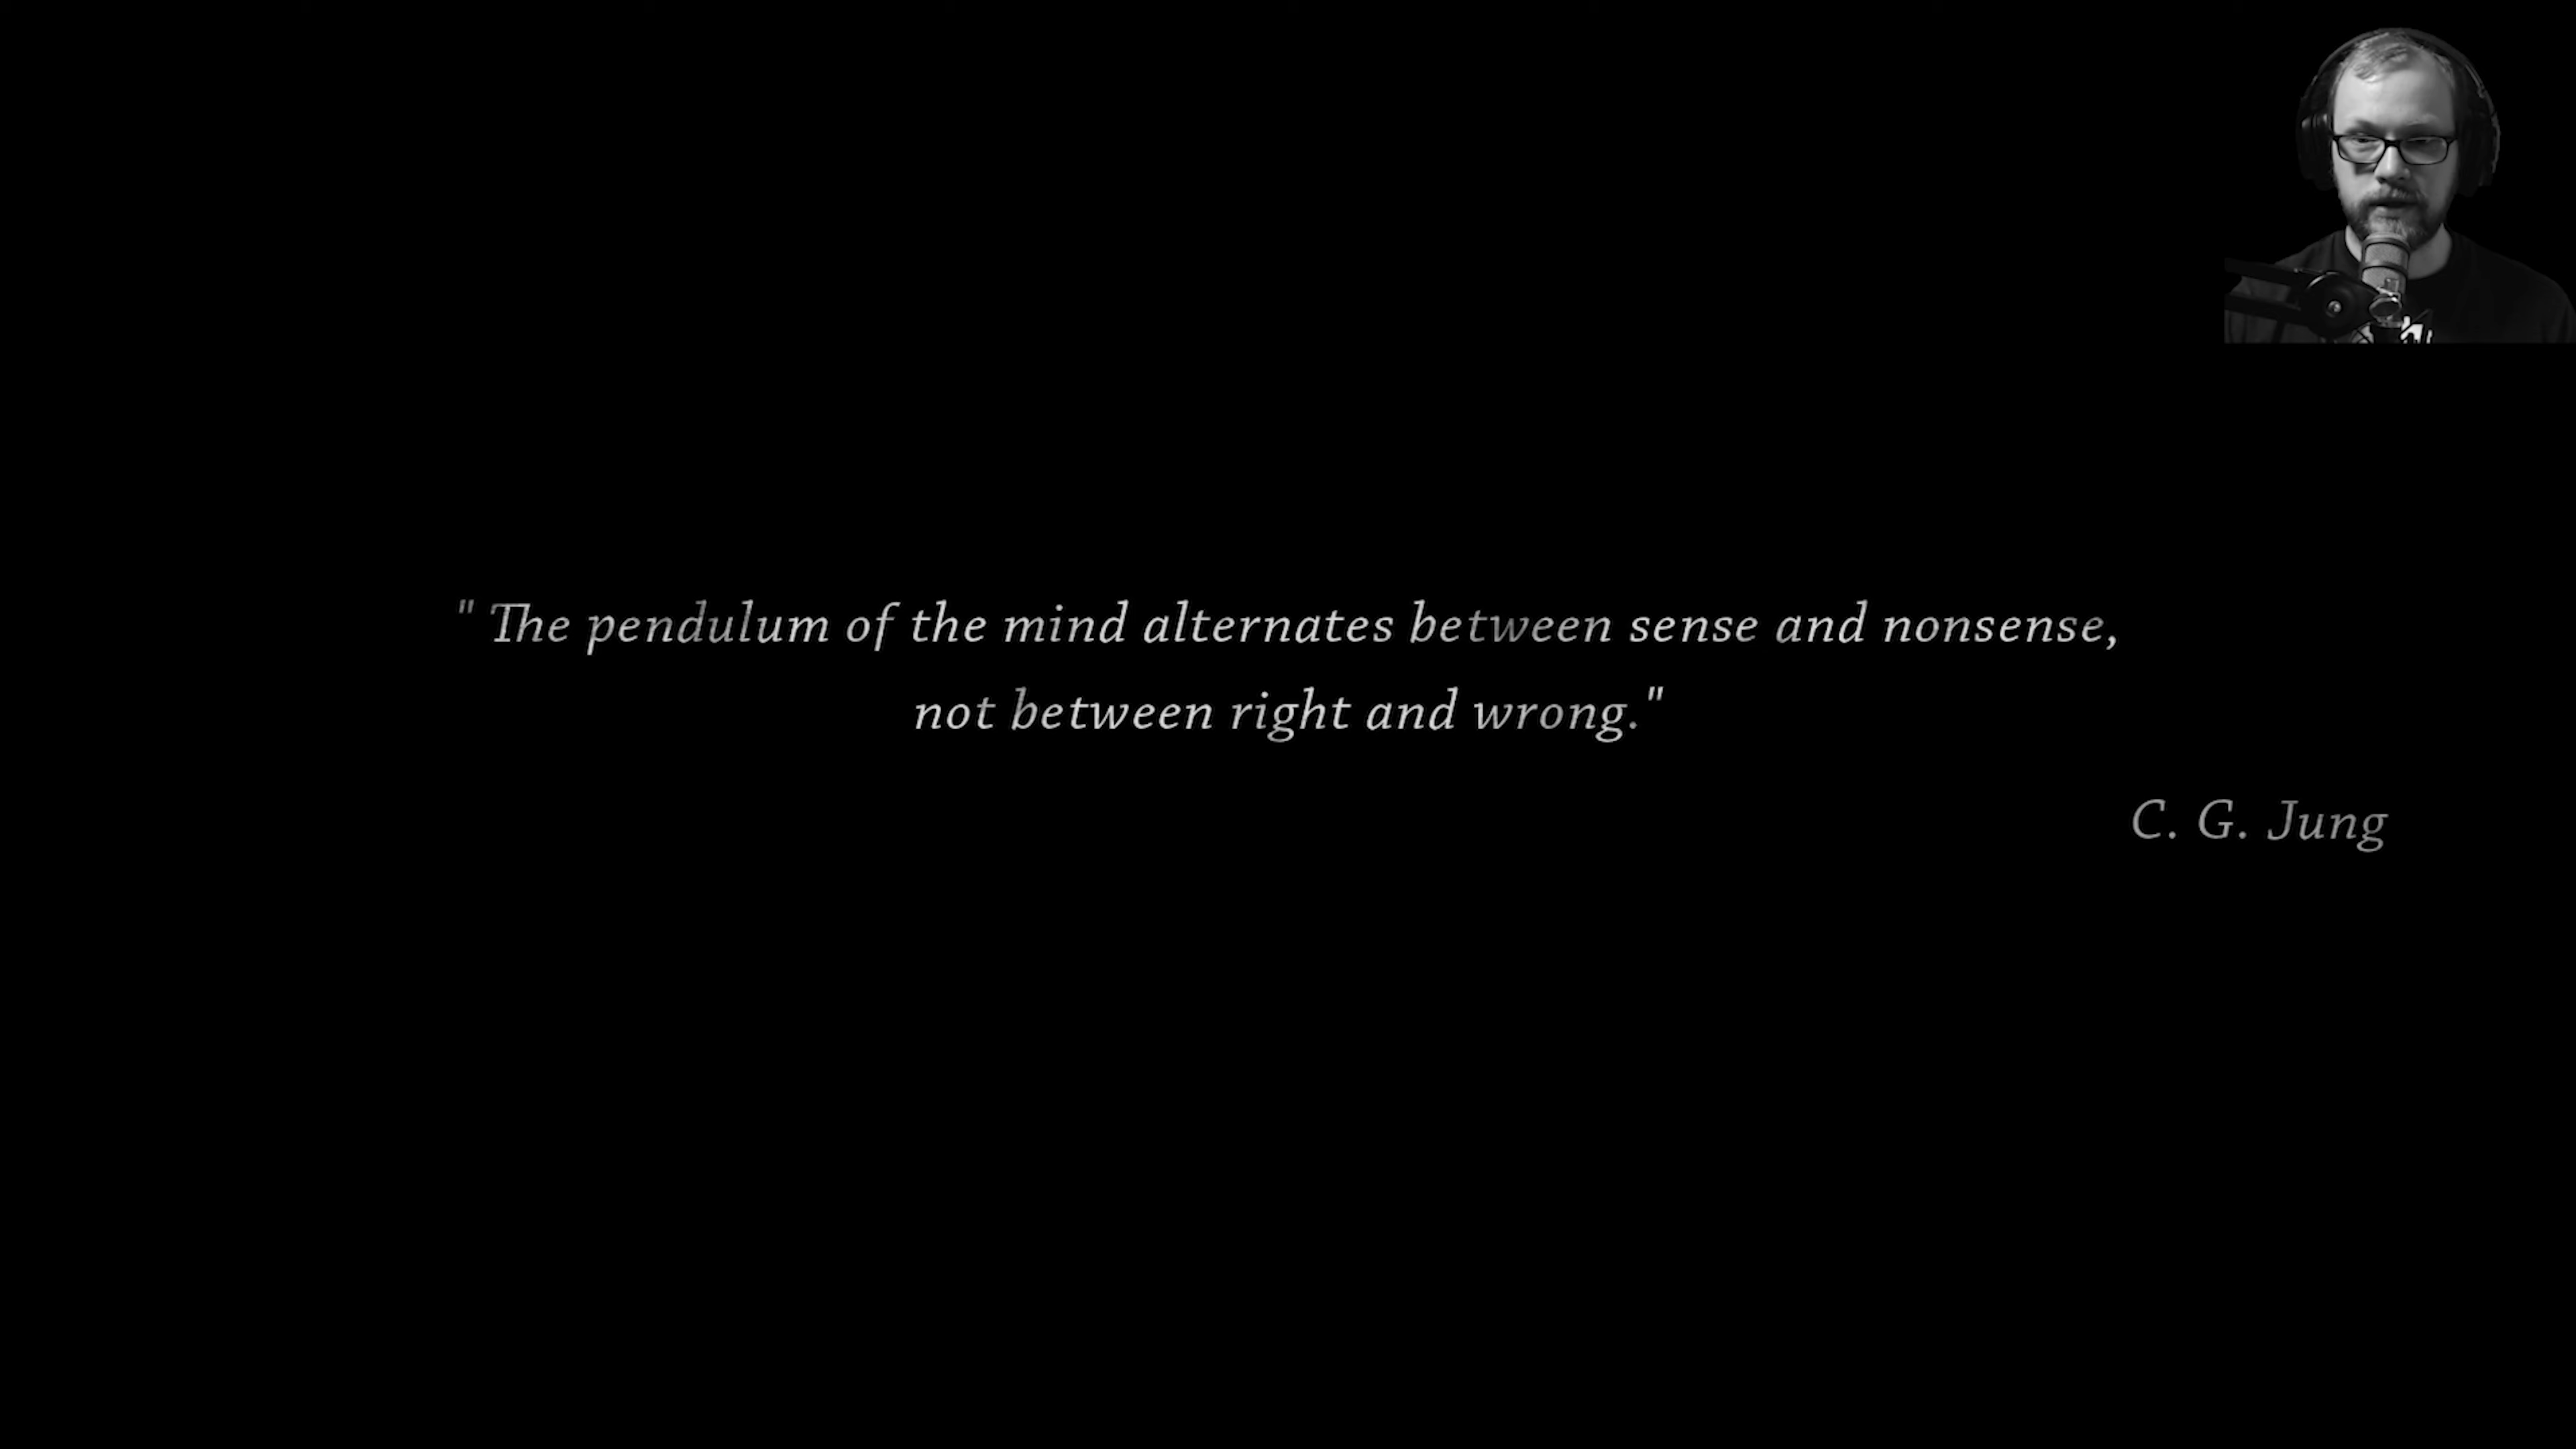 " The pendulum of the mind alternates between sense and nonsense,
not between right and wrong."
C. G. Jung